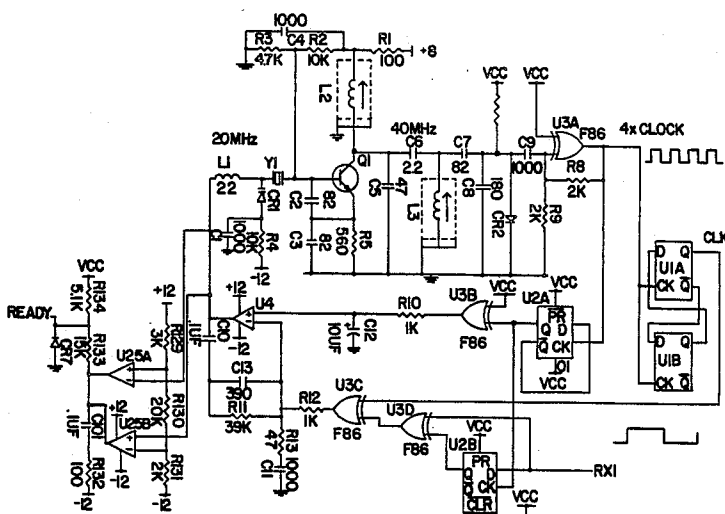 1000
R3
C4
R2
R1
+8
4.7K
10K
100
L2
VCC
VCC
U3A
F86
4x CLOCK
20MHz
40MHz
L1
Y1
Q1
C6
C7
C9
22
2.2
82
1000
R8
2K
CR1
C2
82
C5
47
L3
C8
180
CR2
R9
2K
CLK
1000
R4
10K
C3
82
R5
560
-12
VCC
R134
5.1K
+12
READY
R129
3K
+12
U4
R10
1K
U3B
VCC
F86
U2A
VCC
PR
Q
D
Q
CK
VCC
D
Q
U1A
CK
Q
D
Q
U1B
CK
Q
CR7
R133
15K
U25A
C10
.1UF
-12
C12
10UF
C13
390
R11
39K
R12
1K
U3C
F86
U3D
F86
U2B
VCC
PR
Q
D
Q
CK
CLR
VCC
RX1
R130
20K
C101
.1UF
+12
U25B
-12
R131
2K
-12
R132
100
-12
R13
47
C11
1000